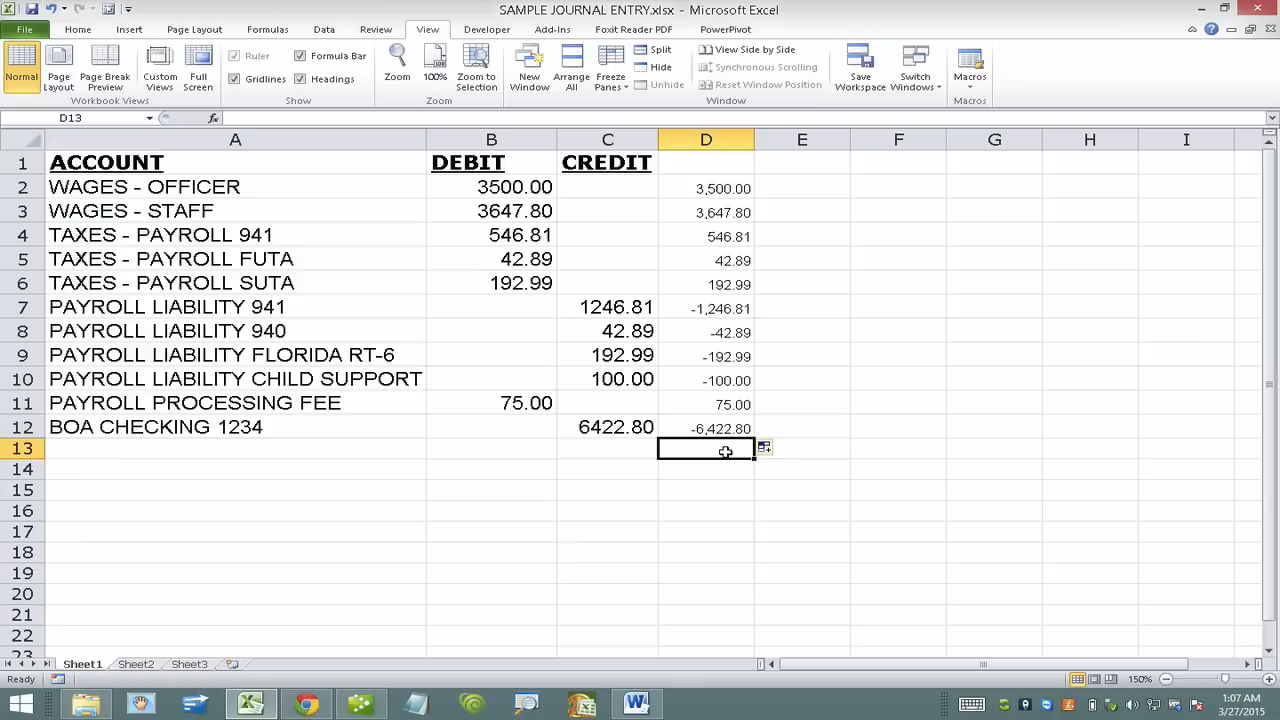 SAMPLE JOURNAL ENTRY.xlsx - Microsoft Excel
File Home Insert Page Layout Formulas Data Review View Developer Add-Ins Foxit Reader PDF PowerPivot
Normal Page Layout Page Break Preview Custom Views Full Screen
Workbook Views
Ruler Formula Bar
Gridlines Headings
Show
Zoom 100% Zoom to Selection
Zoom
New Window Arrange All Freeze Panes
Split View Side by Side
Hide Synchronous Scrolling
Unhide Reset Window Position
Save Workspace Switch Windows
Window
Macros
Macros
D13 fx
A B C D E F G H I
1 ACCOUNT DEBIT CREDIT
2 WAGES - OFFICER 3500.00 3,500.00
3 WAGES - STAFF 3647.80 3,647.80
4 TAXES - PAYROLL 941 546.81 546.81
5 TAXES - PAYROLL FUTA 42.89 42.89
6 TAXES - PAYROLL SUTA 192.99 192.99
7 PAYROLL LIABILITY 941 1246.81 -1,246.81
8 PAYROLL LIABILITY 940 42.89 -42.89
9 PAYROLL LIABILITY FLORIDA RT-6 192.99 -192.99
10 PAYROLL LIABILITY CHILD SUPPORT 100.00 -100.00
11 PAYROLL PROCESSING FEE 75.00 75.00
12 BOA CHECKING 1234 6422.80 -6,422.80
13
14
15
16
17
18
19
20
21
22
23
Sheet1 Sheet2 Sheet3
Ready 150%
1:07 AM
3/27/2015